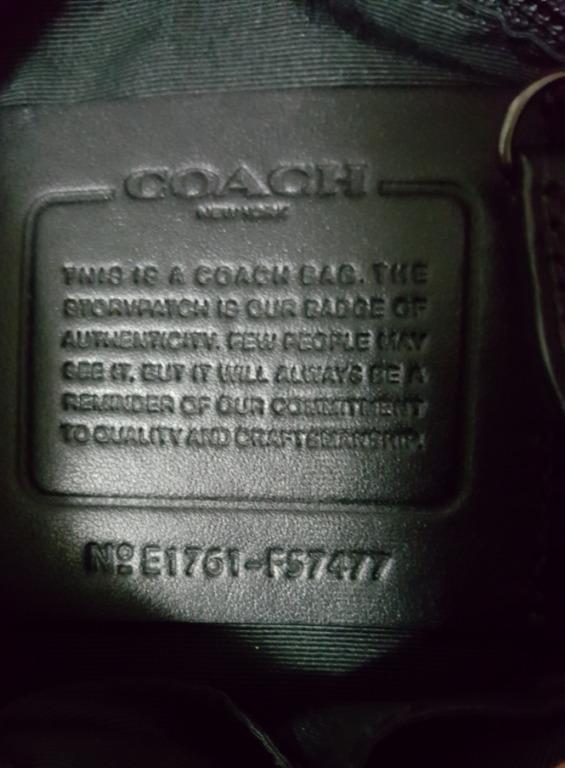 COACH
NEW YORK
THIS IS A COACH BAG. THE
STORYPATCH IS OUR BADGE OF
AUTHENTICITY. FEW PEOPLE MAY
SEE IT, BUT IT WILL ALWAYS BE A
REMINDER OF OUR COMMITMENT
TO QUALITY AND CRAFTSMANSHIP.
Nº E1761-F57477